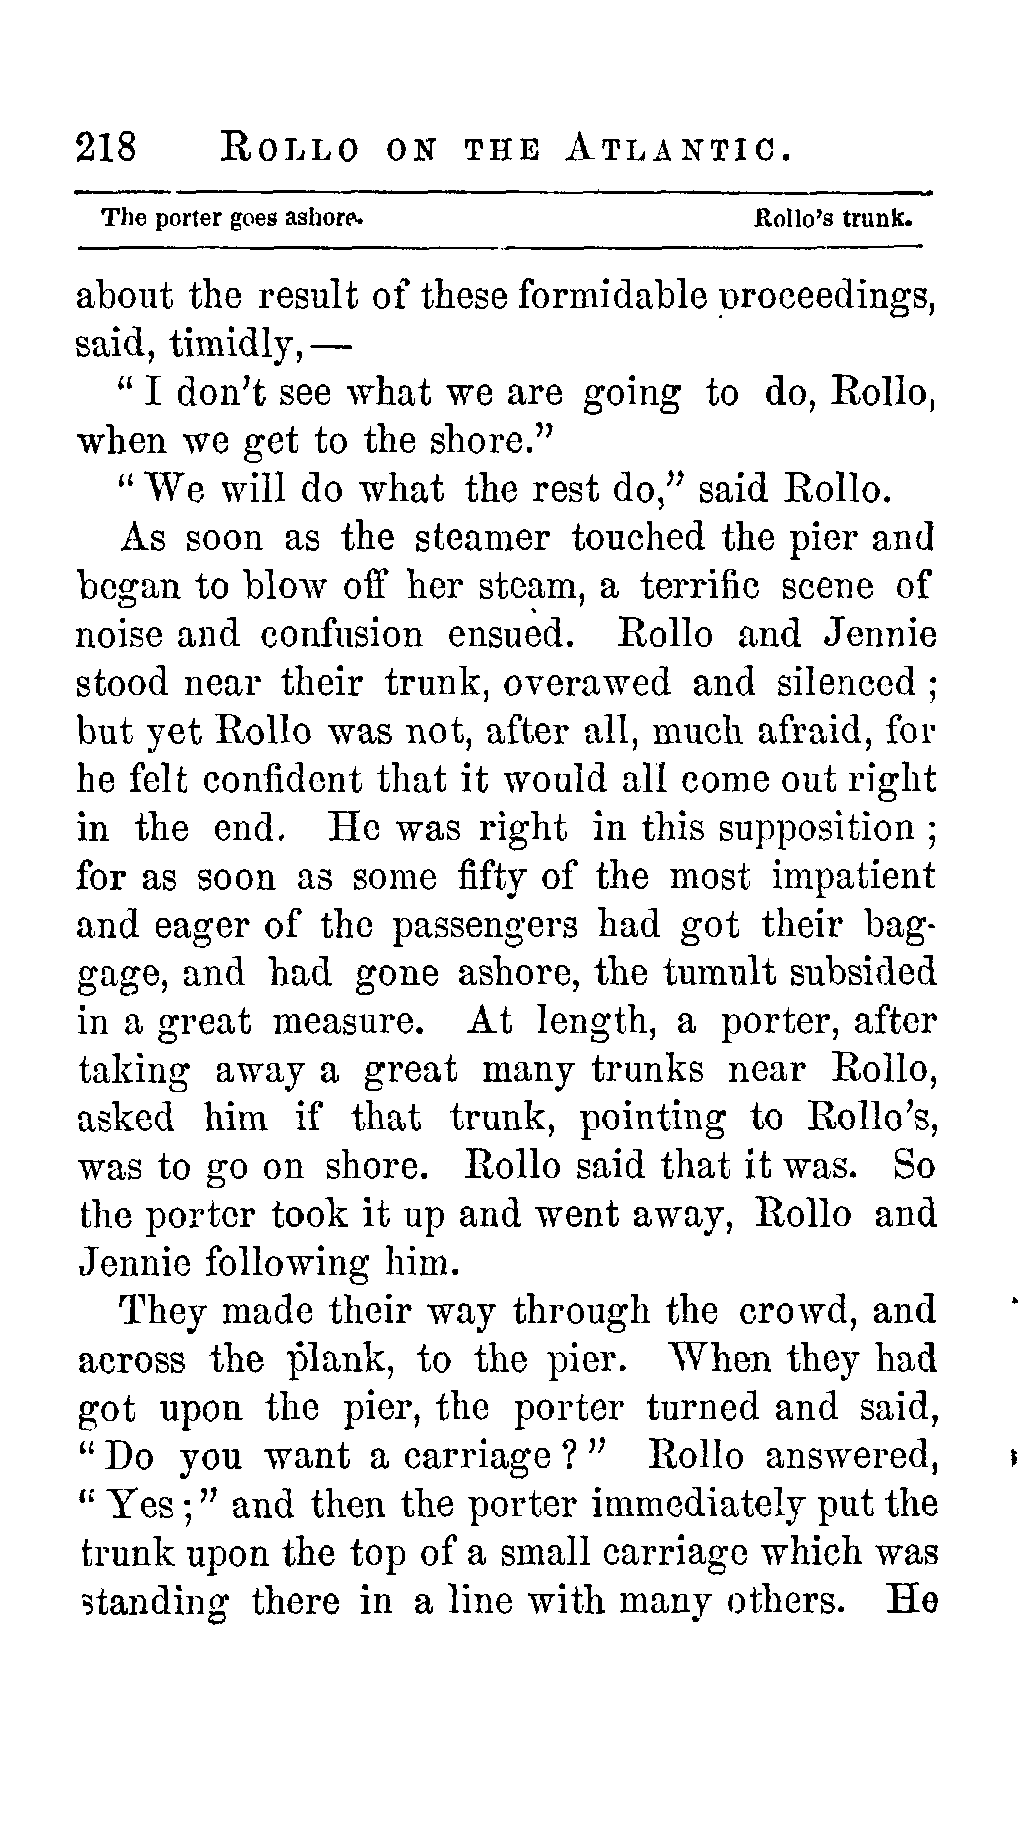 218 ROLLO ON THE ATLANTIC.
The porter goes ashore. Rollo's trunk.
about the result of these formidable proceedings,
said, timidly,—
"I don't see what we are going to do, Rollo,
when we get to the shore."
"We will do what the rest do," said Rollo.
As soon as the steamer touched the pier and
began to blow off her steam, a terrific scene of
noise and confusion ensued. Rollo and Jennie
stood near their trunk, overawed and silenced;
but yet Rollo was not, after all, much afraid, for
he felt confident that it would all come out right
in the end. He was right in this supposition;
for as soon as some fifty of the most impatient
and eager of the passengers had got their bag-
gage, and had gone ashore, the tumult subsided
in a great measure. At length, a porter, after
taking away a great many trunks near Rollo,
asked him if that trunk, pointing to Rollo's,
was to go on shore. Rollo said that it was. So
the porter took it up and went away, Rollo and
Jennie following him.
They made their way through the crowd, and
across the plank, to the pier. When they had
got upon the pier, the porter turned and said,
"Do you want a carriage?" Rollo answered,
"Yes;" and then the porter immediately put the
trunk upon the top of a small carriage which was
standing there in a line with many others. He